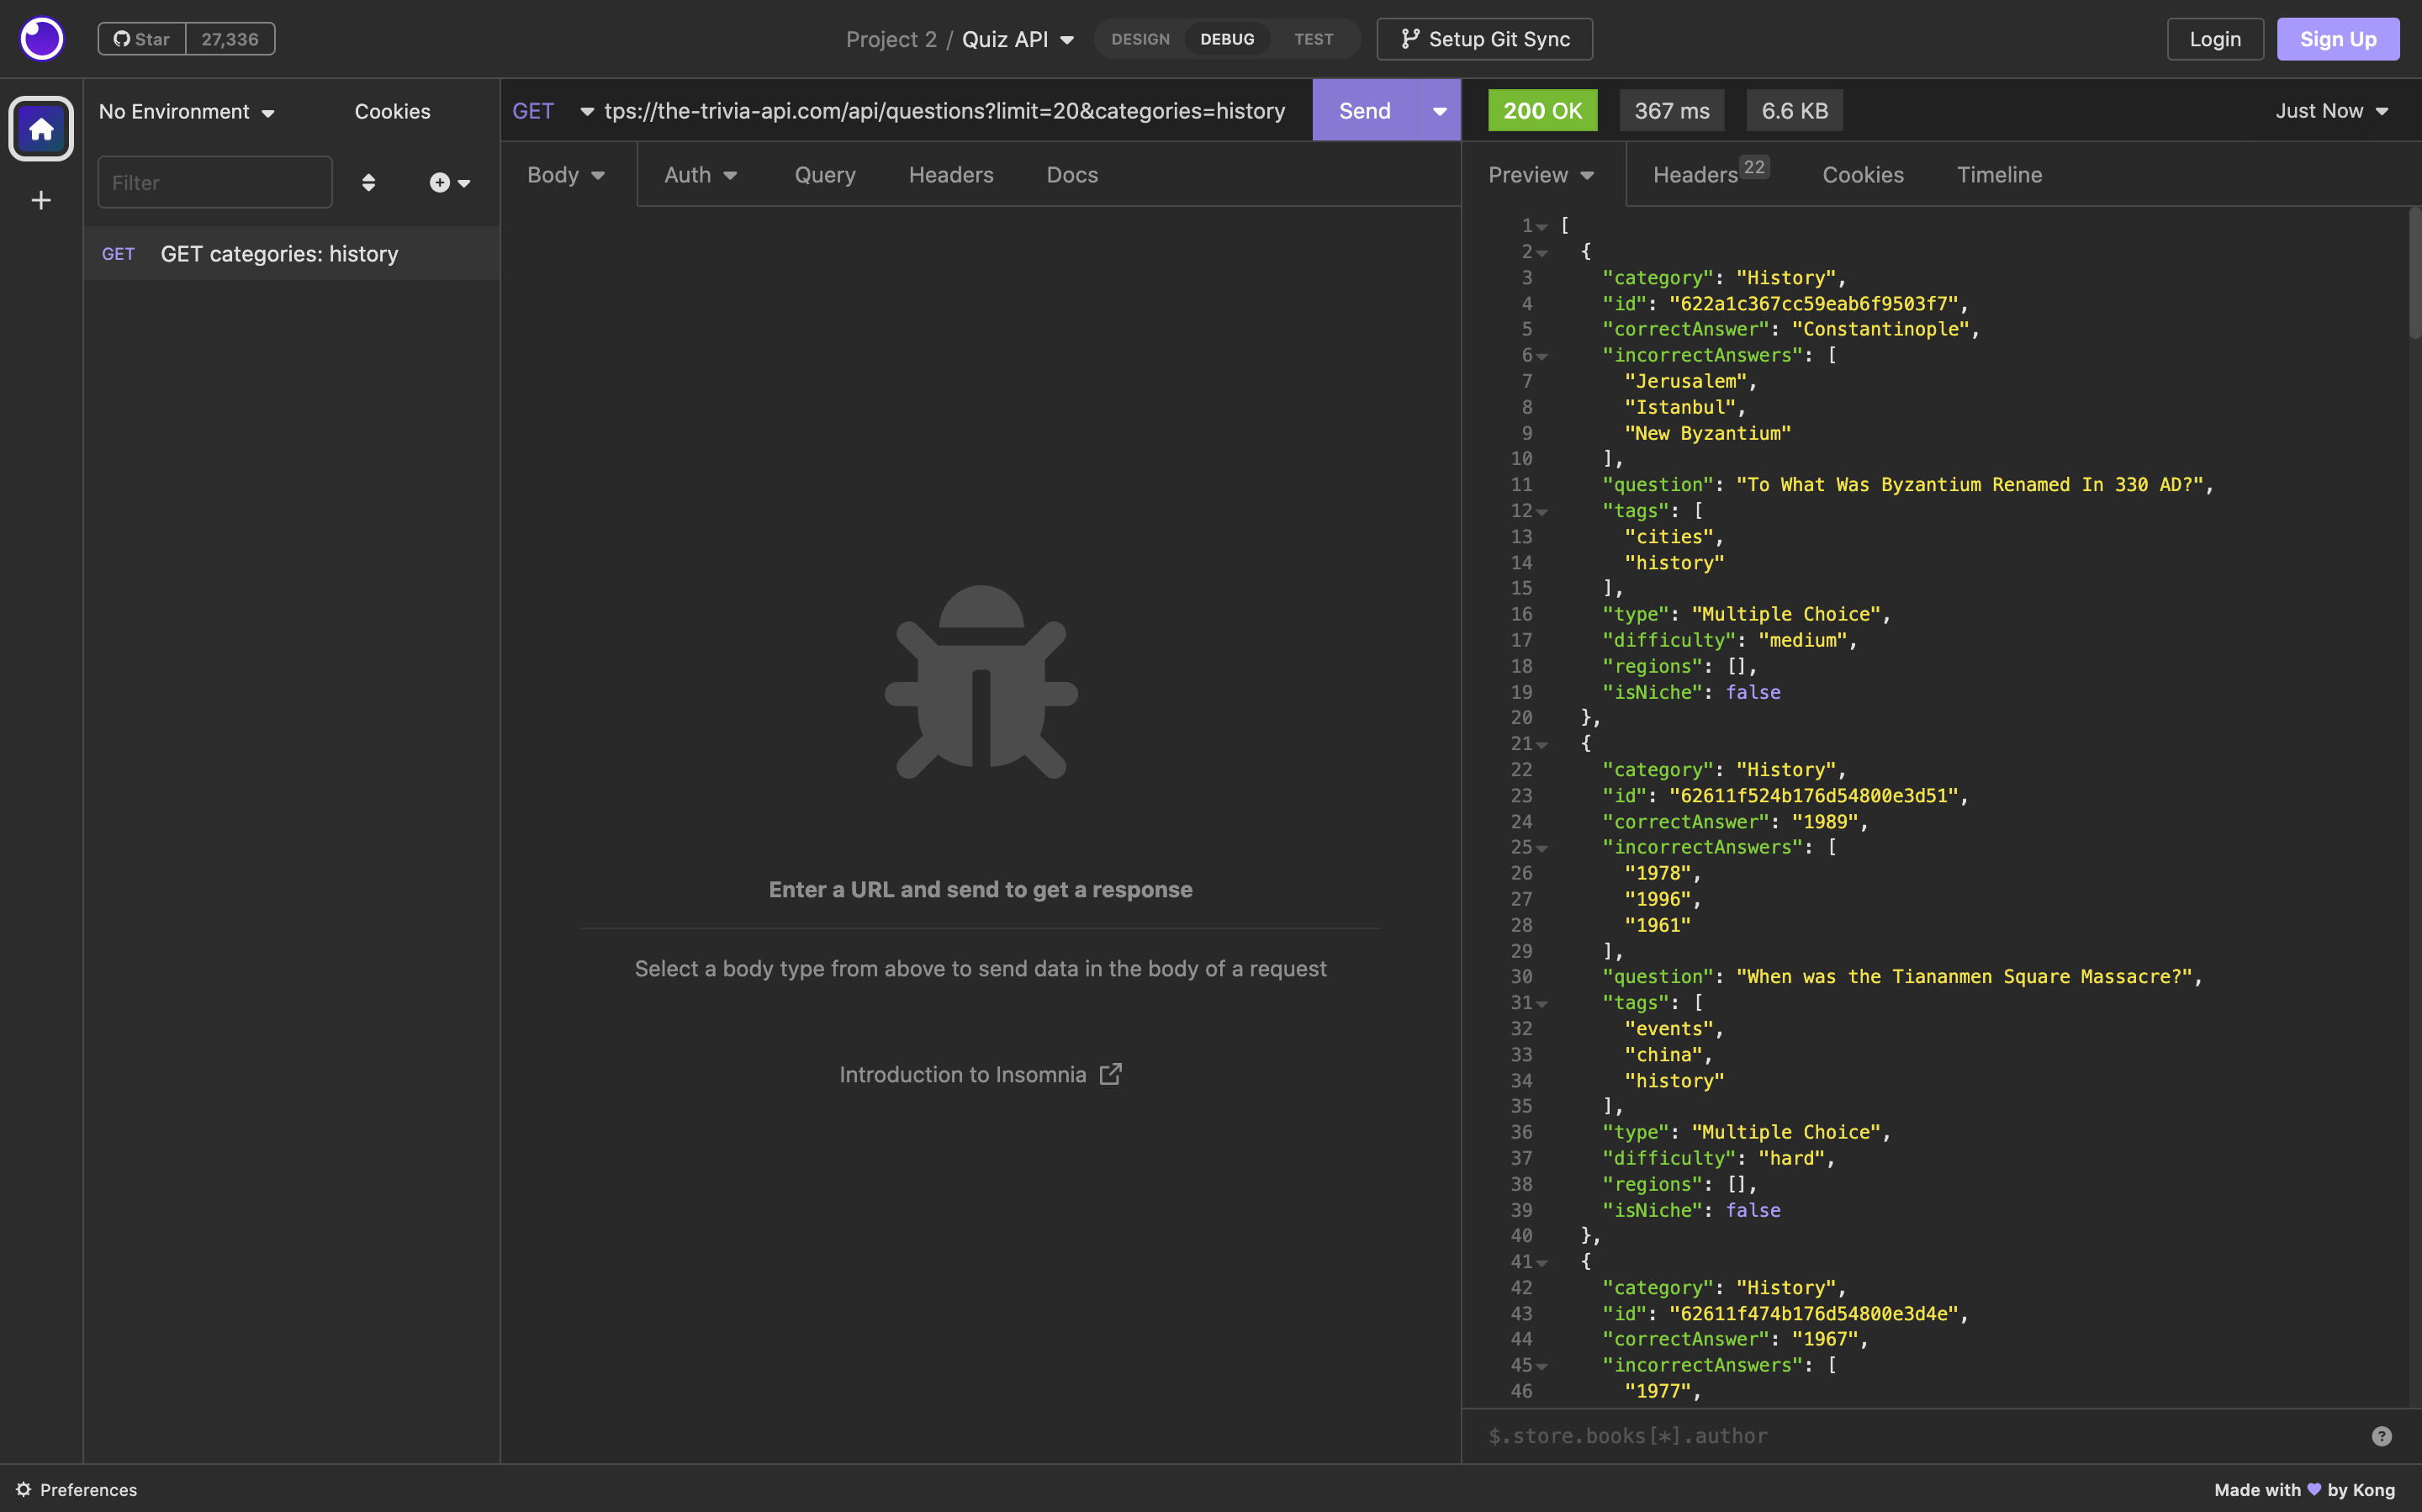 Star 27,336
Project 2 / Quiz API
DESIGN DEBUG TEST
Setup Git Sync
Login
Sign Up
No Environment
Cookies
Filter
GET GET categories: history
GET tps://the-trivia-api.com/api/questions?limit=20&categories=history Send
Body Auth Query Headers Docs
Enter a URL and send to get a response
Select a body type from above to send data in the body of a request
Introduction to Insomnia
200 OK 367 ms 6.6 KB Just Now
Preview Headers 22 Cookies Timeline
1 [
2 {
3 "category": "History",
4 "id": "622a1c367cc59eab6f9503f7",
5 "correctAnswer": "Constantinople",
6 "incorrectAnswers": [
7 "Jerusalem",
8 "Istanbul",
9 "New Byzantium"
10 ],
11 "question": "To What Was Byzantium Renamed In 330 AD?",
12 "tags": [
13 "cities",
14 "history"
15 ],
16 "type": "Multiple Choice",
17 "difficulty": "medium",
18 "regions": [],
19 "isNiche": false
20 },
21 {
22 "category": "History",
23 "id": "62611f524b176d54800e3d51",
24 "correctAnswer": "1989",
25 "incorrectAnswers": [
26 "1978",
27 "1996",
28 "1961"
29 ],
30 "question": "When was the Tiananmen Square Massacre?",
31 "tags": [
32 "events",
33 "china",
34 "history"
35 ],
36 "type": "Multiple Choice",
37 "difficulty": "hard",
38 "regions": [],
39 "isNiche": false
40 },
41 {
42 "category": "History",
43 "id": "62611f474b176d54800e3d4e",
44 "correctAnswer": "1967",
45 "incorrectAnswers": [
46 "1977",
$.store.books[*].author
Preferences
Made with 💜 by Kong